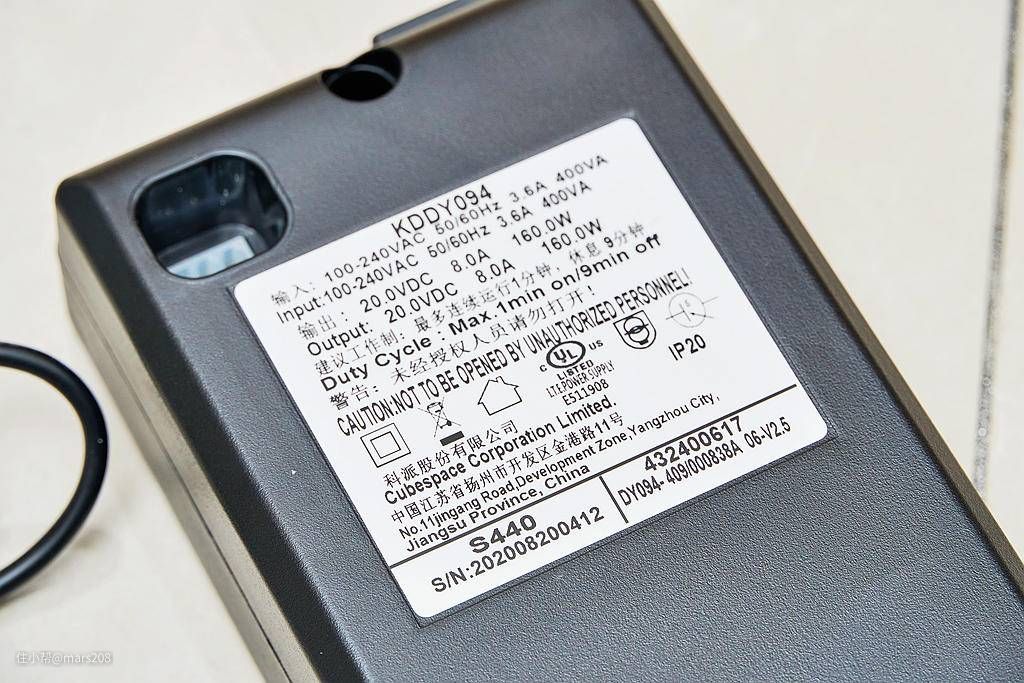 KDDY094
输入: 100-240VAC 50/60Hz 3.6A 400VA
Input:100-240VAC 50/60Hz 3.6A 400VA
输出: 20.0VDC 8.0A 160.0W
Output: 20.0VDC 8.0A 160.0W
建议工作制: 最多连续运行1分钟，休息9分钟
Duty Cycle : Max.1min on/9min off
警告: 未经授权人员请勿打开!
CAUTION:NOT TO BE OPENED BY UNAUTHORIZED PERSONNEL!
c UL us
LISTED
E511908
IP20
科派股份有限公司
Cubespace Corporation Limited.
中国江苏省扬州市开发区金港路11号
No.11jingang Road,Development Zone,Yangzhou City,
Jiangsu Province, China
S440
S/N:202008200412
432400617
DY094-409/000838A 06-V2.5
住小帮@mars208